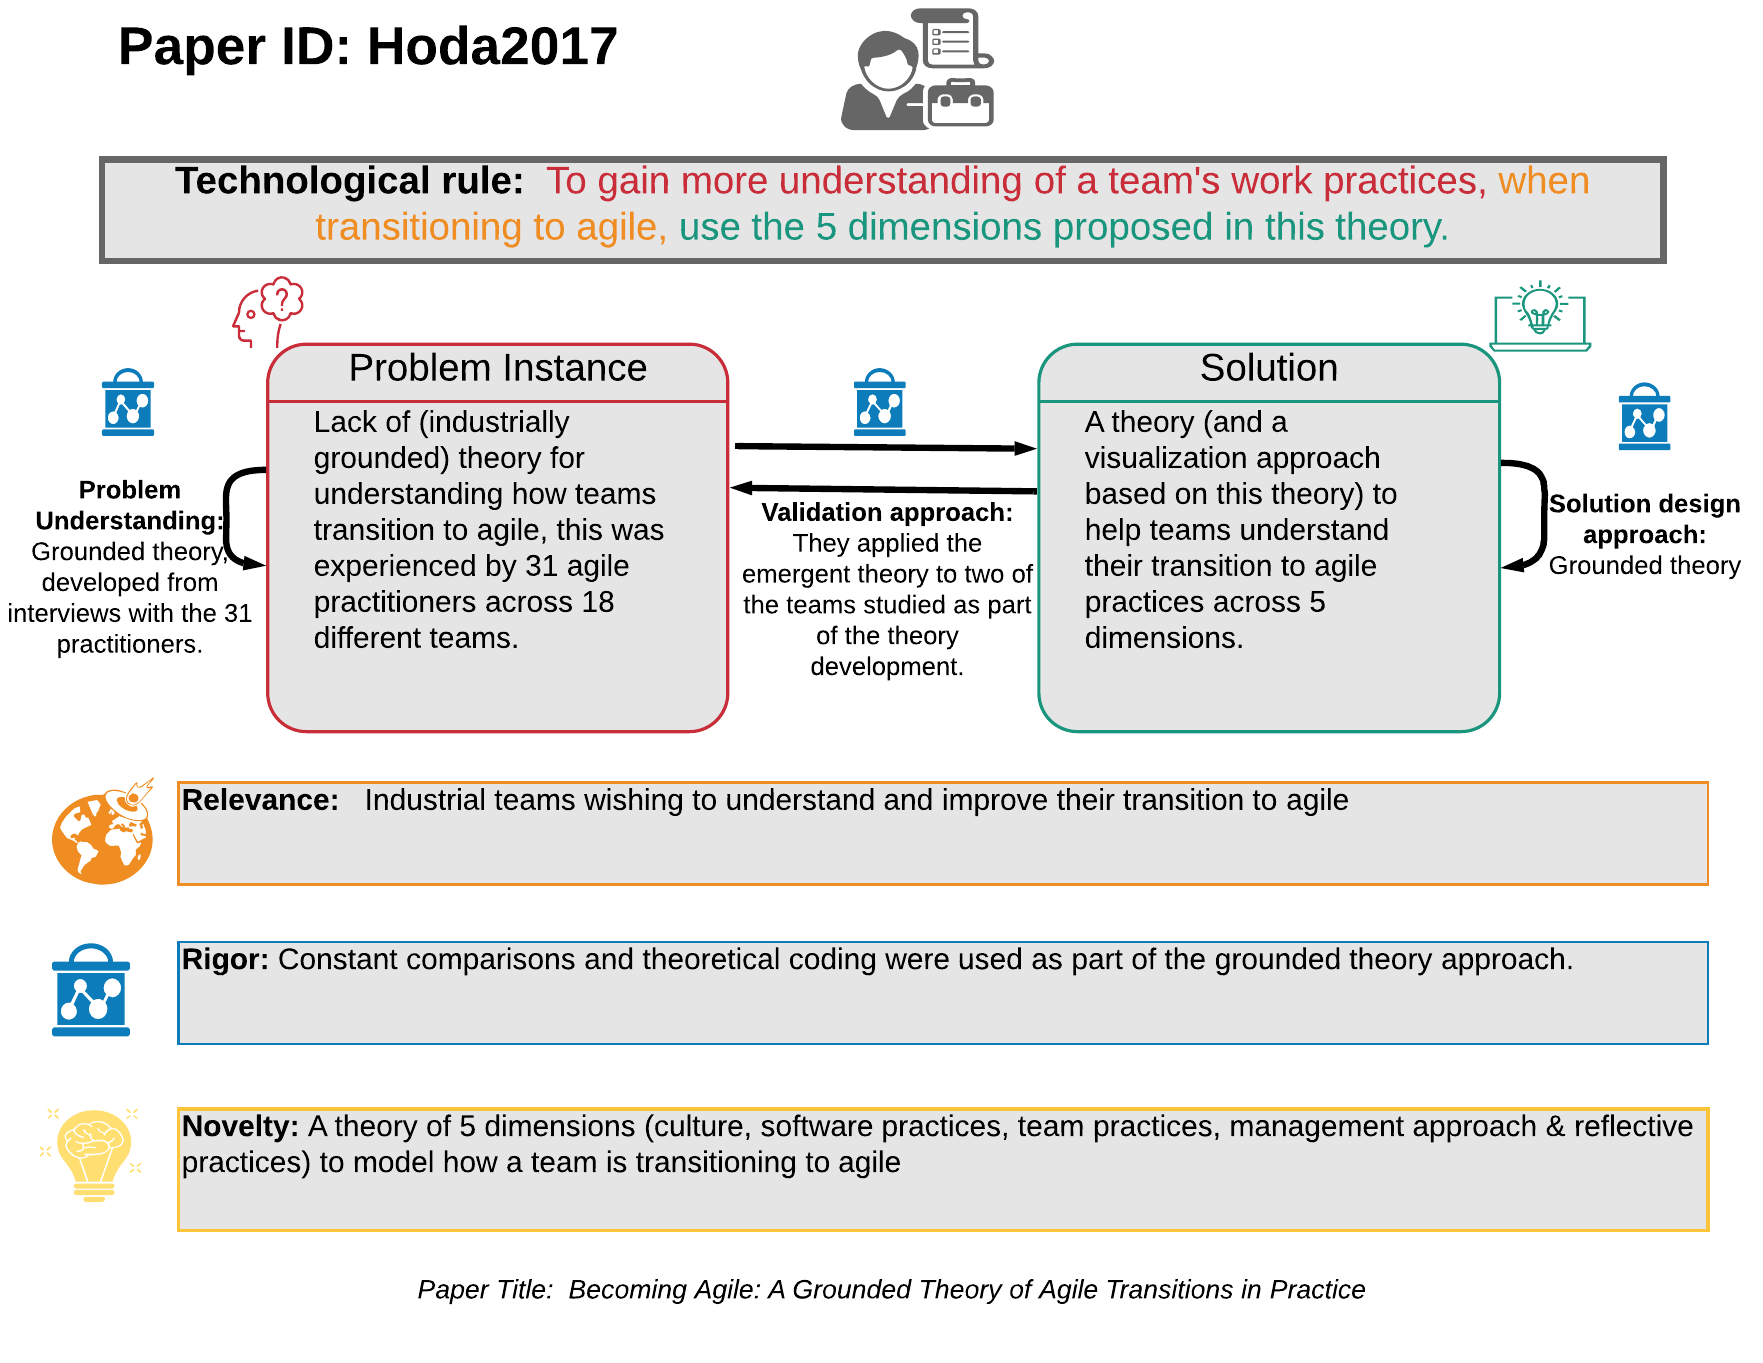 Paper ID: Hoda2017
Technological rule: To gain more understanding of a team's work practices, when
transitioning to agile, use the 5 dimensions proposed in this theory.
?
Problem Instance
Lack of (industrially
grounded) theory for
understanding how teams
transition to agile, this was
experienced by 31 agile
practitioners across 18
different teams.
Solution
A theory (and a
visualization approach
based on this theory) to
help teams understand
their transition to agile
practices across 5
dimensions.
Problem
Understanding:
Grounded theory,
developed from
interviews with the 31
practitioners.
Validation approach:
They applied the
emergent theory to two of
the teams studied as part
of the theory
development.
Solution design
approach:
Grounded theory
Relevance: Industrial teams wishing to understand and improve their transition to agile
Rigor: Constant comparisons and theoretical coding were used as part of the grounded theory approach.
Novelty: A theory of 5 dimensions (culture, software practices, team practices, management approach & reflective
practices) to model how a team is transitioning to agile
Paper Title: Becoming Agile: A Grounded Theory of Agile Transitions in Practice